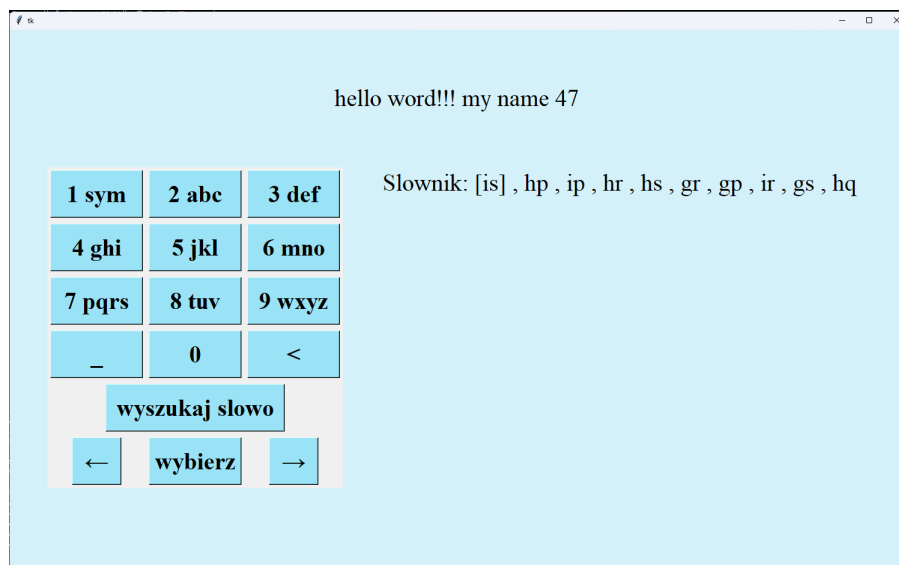 tk
hello word!!! my name 47
Slownik: [is] , hp , ip , hr , hs , gr , gp , ir , gs , hq
1 sym 2 abc 3 def
4 ghi 5 jkl 6 mno
7 pqrs 8 tuv 9 wxyz
_ 0 <
wyszukaj slowo
← wybierz →